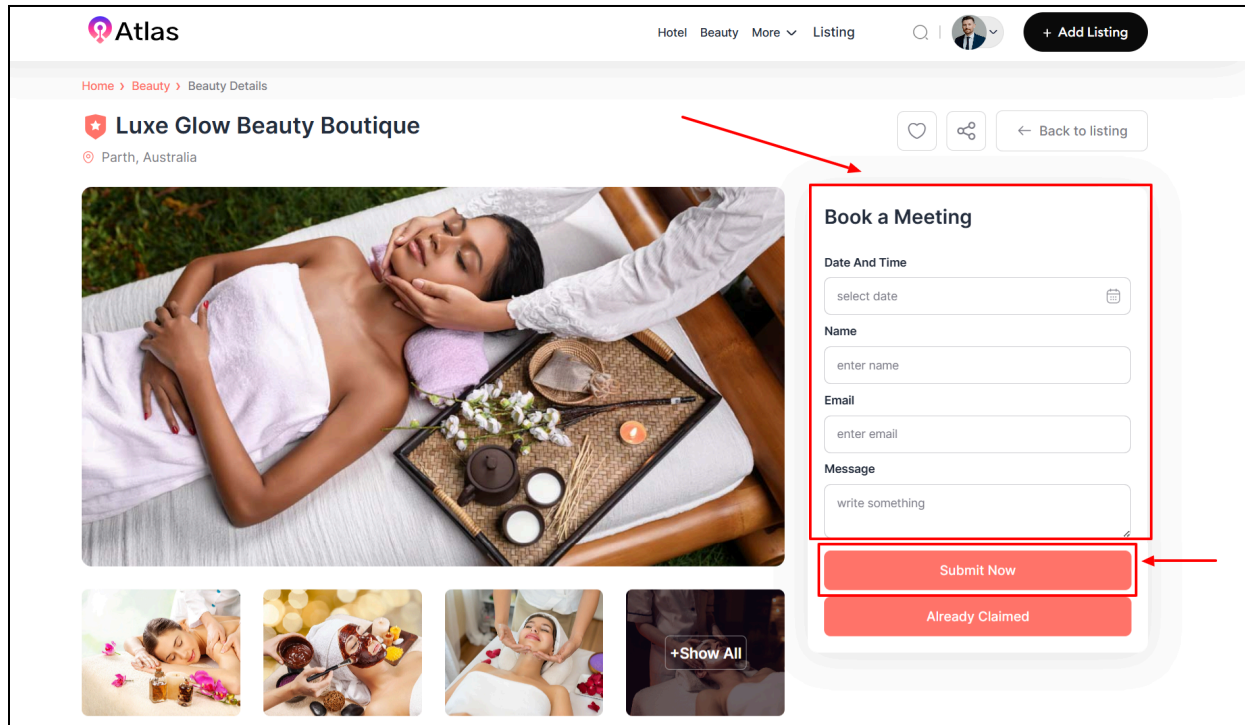 Atlas
Hotel Beauty More Listing
+ Add Listing
Home > Beauty > Beauty Details
Luxe Glow Beauty Boutique
Parth, Australia
← Back to listing
Book a Meeting
Date And Time
select date
Name
enter name
Email
enter email
Message
write something
Submit Now
Already Claimed
+Show All